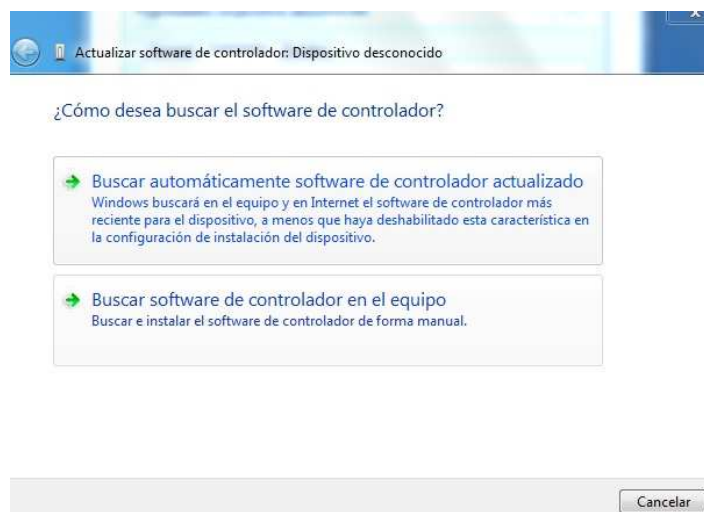 Actualizar software de controlador: Dispositivo desconocido
¿Cómo desea buscar el software de controlador?
Buscar automáticamente software de controlador actualizado
Windows buscará en el equipo y en Internet el software de controlador más
reciente para el dispositivo, a menos que haya deshabilitado esta característica en
la configuración de instalación del dispositivo.
Buscar software de controlador en el equipo
Buscar e instalar el software de controlador de forma manual.
Cancelar